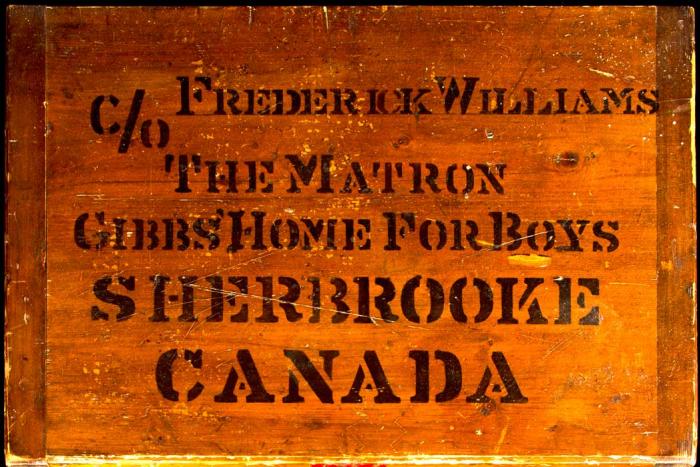 FREDERICK WILLIAMS
c/o THE MATRON
GIBBS' HOME FOR BOYS
SHERBROOKE
CANADA